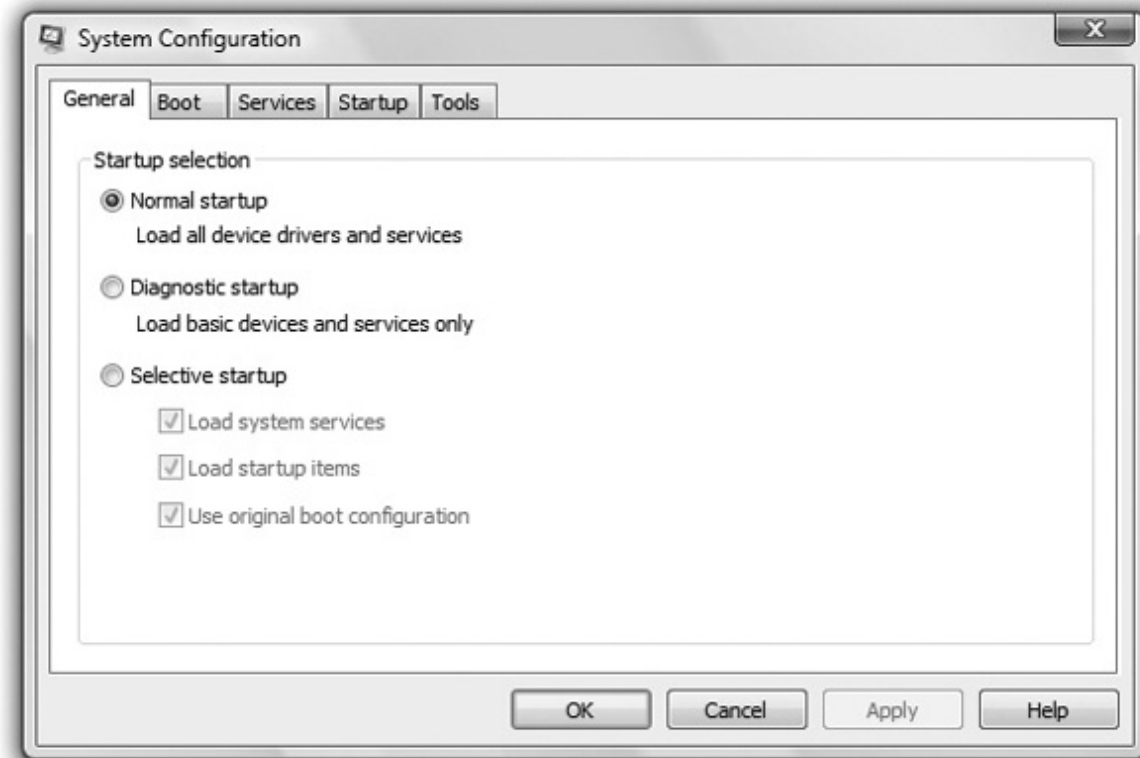 System Configuration
X
General Boot Services Startup Tools
Startup selection
Normal startup
Load all device drivers and services
Diagnostic startup
Load basic devices and services only
Selective startup
Load system services
Load startup items
Use original boot configuration
OK Cancel Apply Help